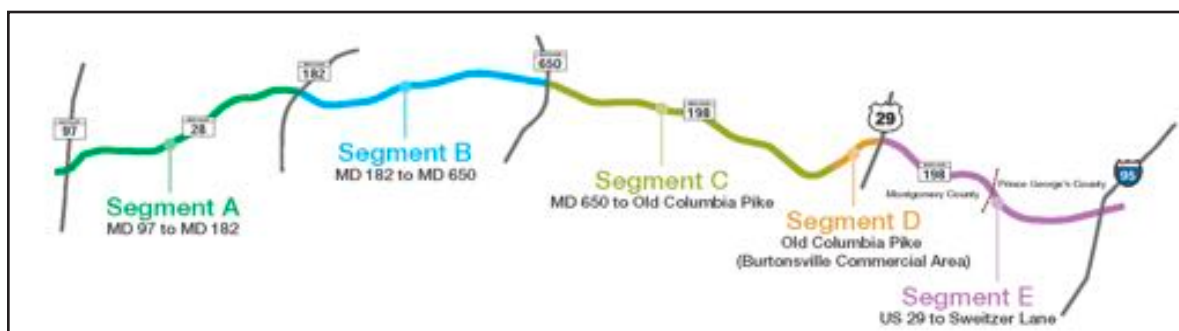 182
650
97
28
198
29
198
95
Segment B
MD 182 to MD 650
Segment C
MD 650 to Old Columbia Pike
Segment A
MD 97 to MD 182
Montgomery County
Prince George's County
Segment D
Old Columbia Pike
(Burtonsville Commercial Area)
Segment E
US 29 to Sweitzer Lane